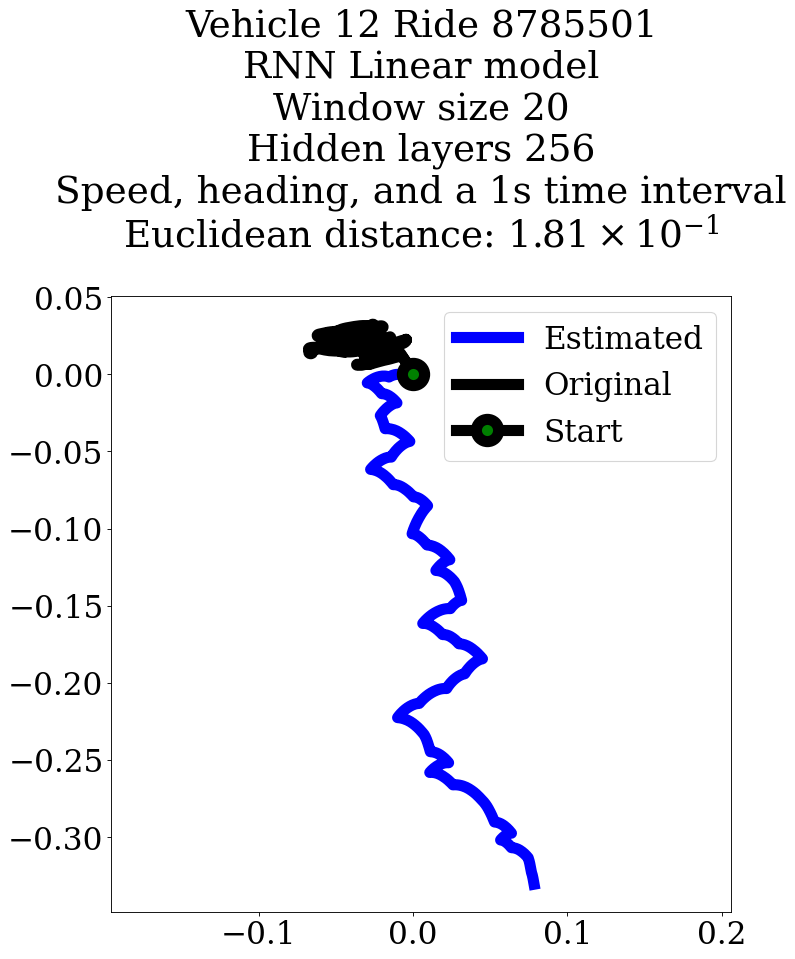 Vehicle 12 Ride 8785501
RNN Linear model
Window size 20
Hidden layers 256
Speed, heading, and a 1s time interval
Euclidean distance: 1.81 × 10⁻¹
0.05
0.00
−0.05
−0.10
−0.15
−0.20
−0.25
−0.30
Estimated
Original
Start
−0.1
0.0
0.1
0.2